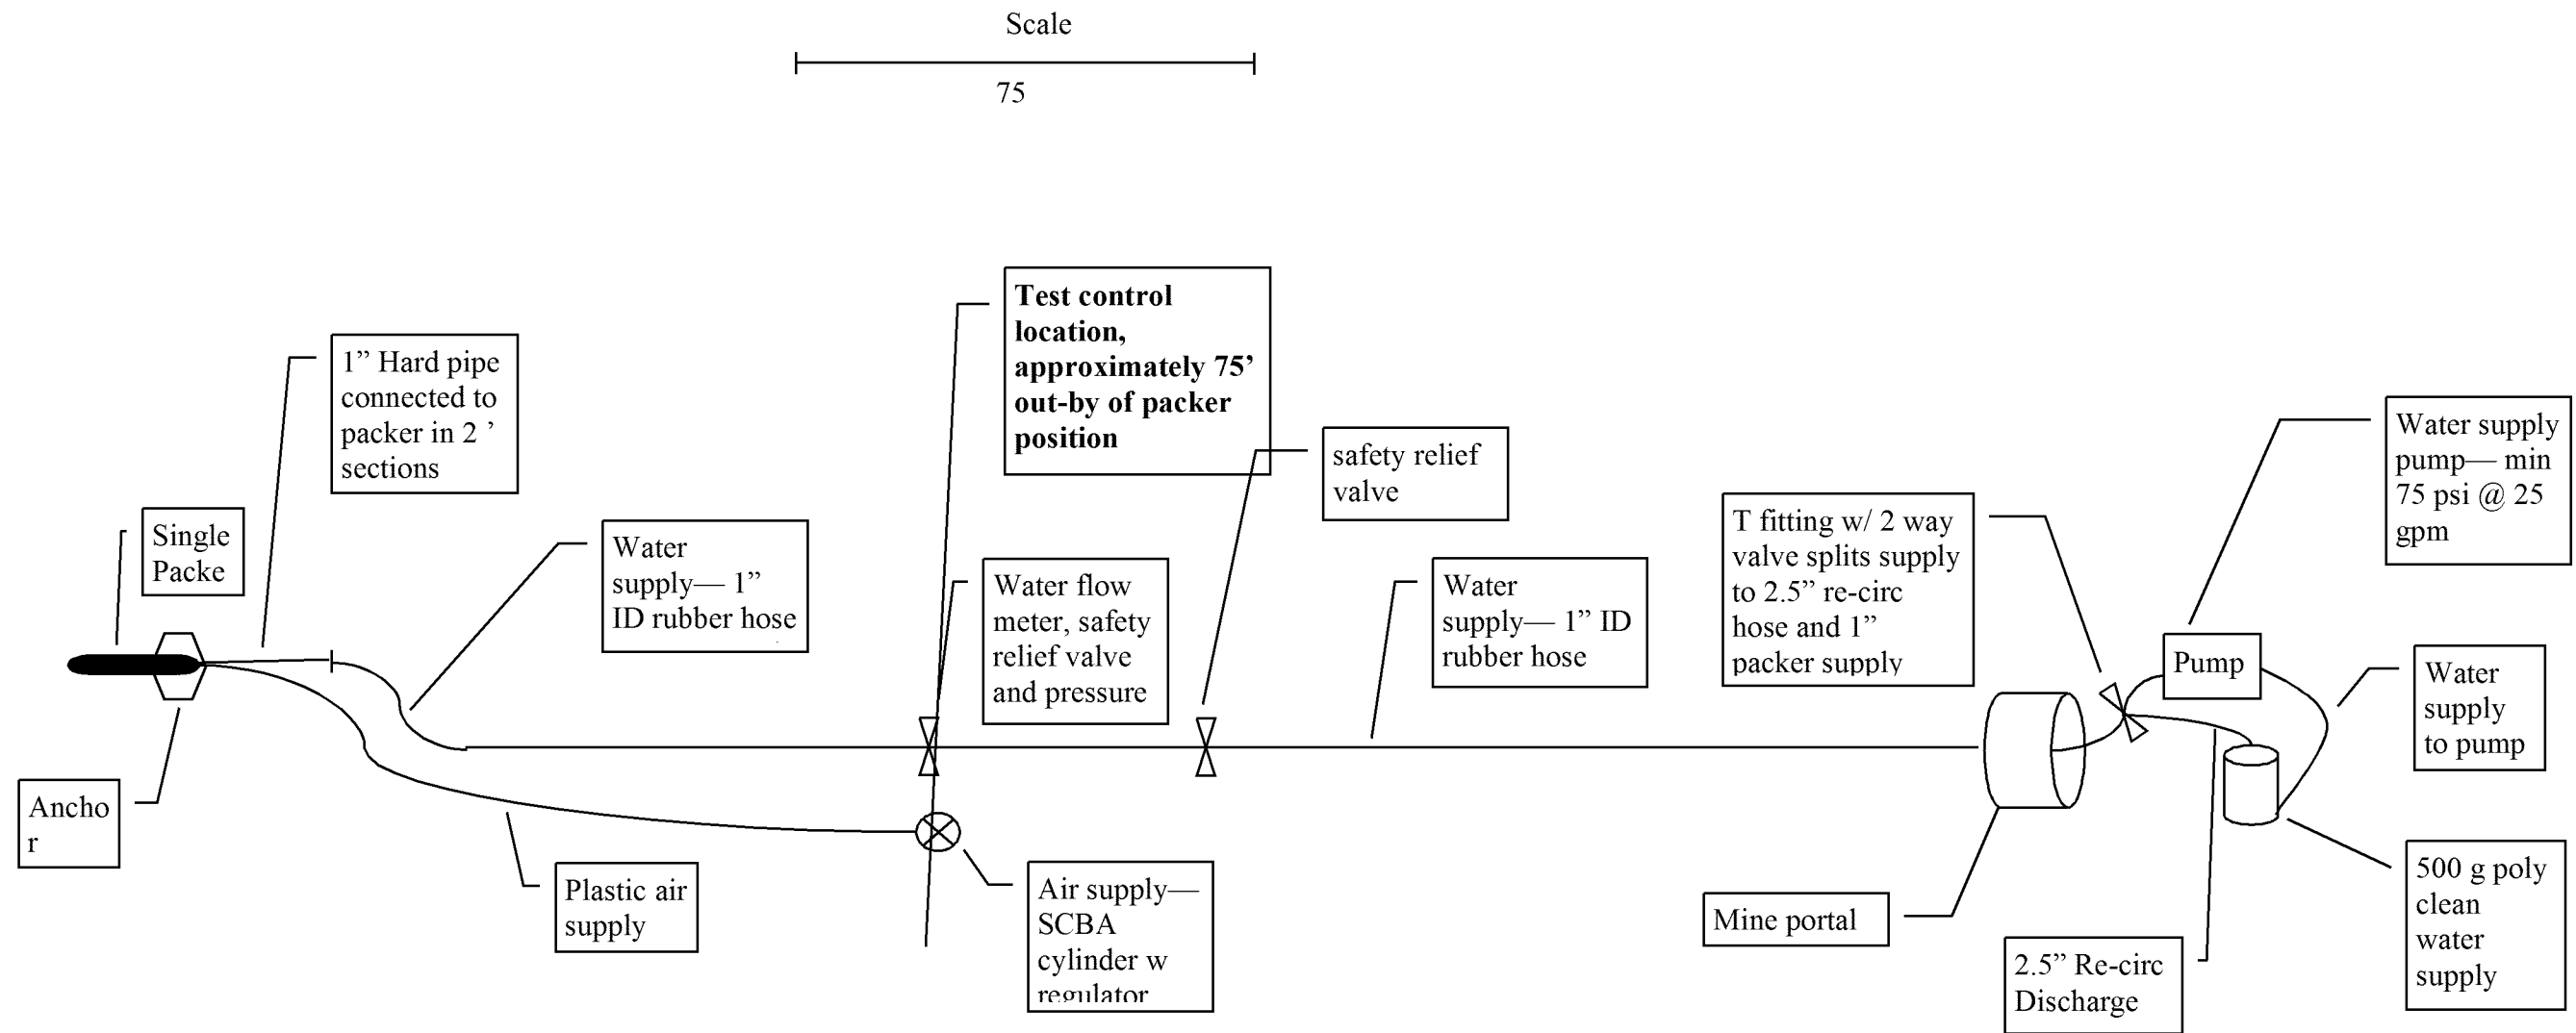 Scale
75
Test control
location,
approximately 75’
out-by of packer
position
1” Hard pipe
connected to
packer in 2 ’
sections
safety relief
valve
Water supply
pump— min
75 psi @ 25
gpm
Single
Packe
Water
supply— 1”
ID rubber hose
Water flow
meter, safety
relief valve
and pressure
Water
supply— 1” ID
rubber hose
T fitting w/ 2 way
valve splits supply
to 2.5” re-circ
hose and 1”
packer supply
Pump
Water
supply
to pump
Ancho
r
Plastic air
supply
Air supply—
SCBA
cylinder w
regulator
Mine portal
2.5” Re-circ
Discharge
500 g poly
clean
water
supply